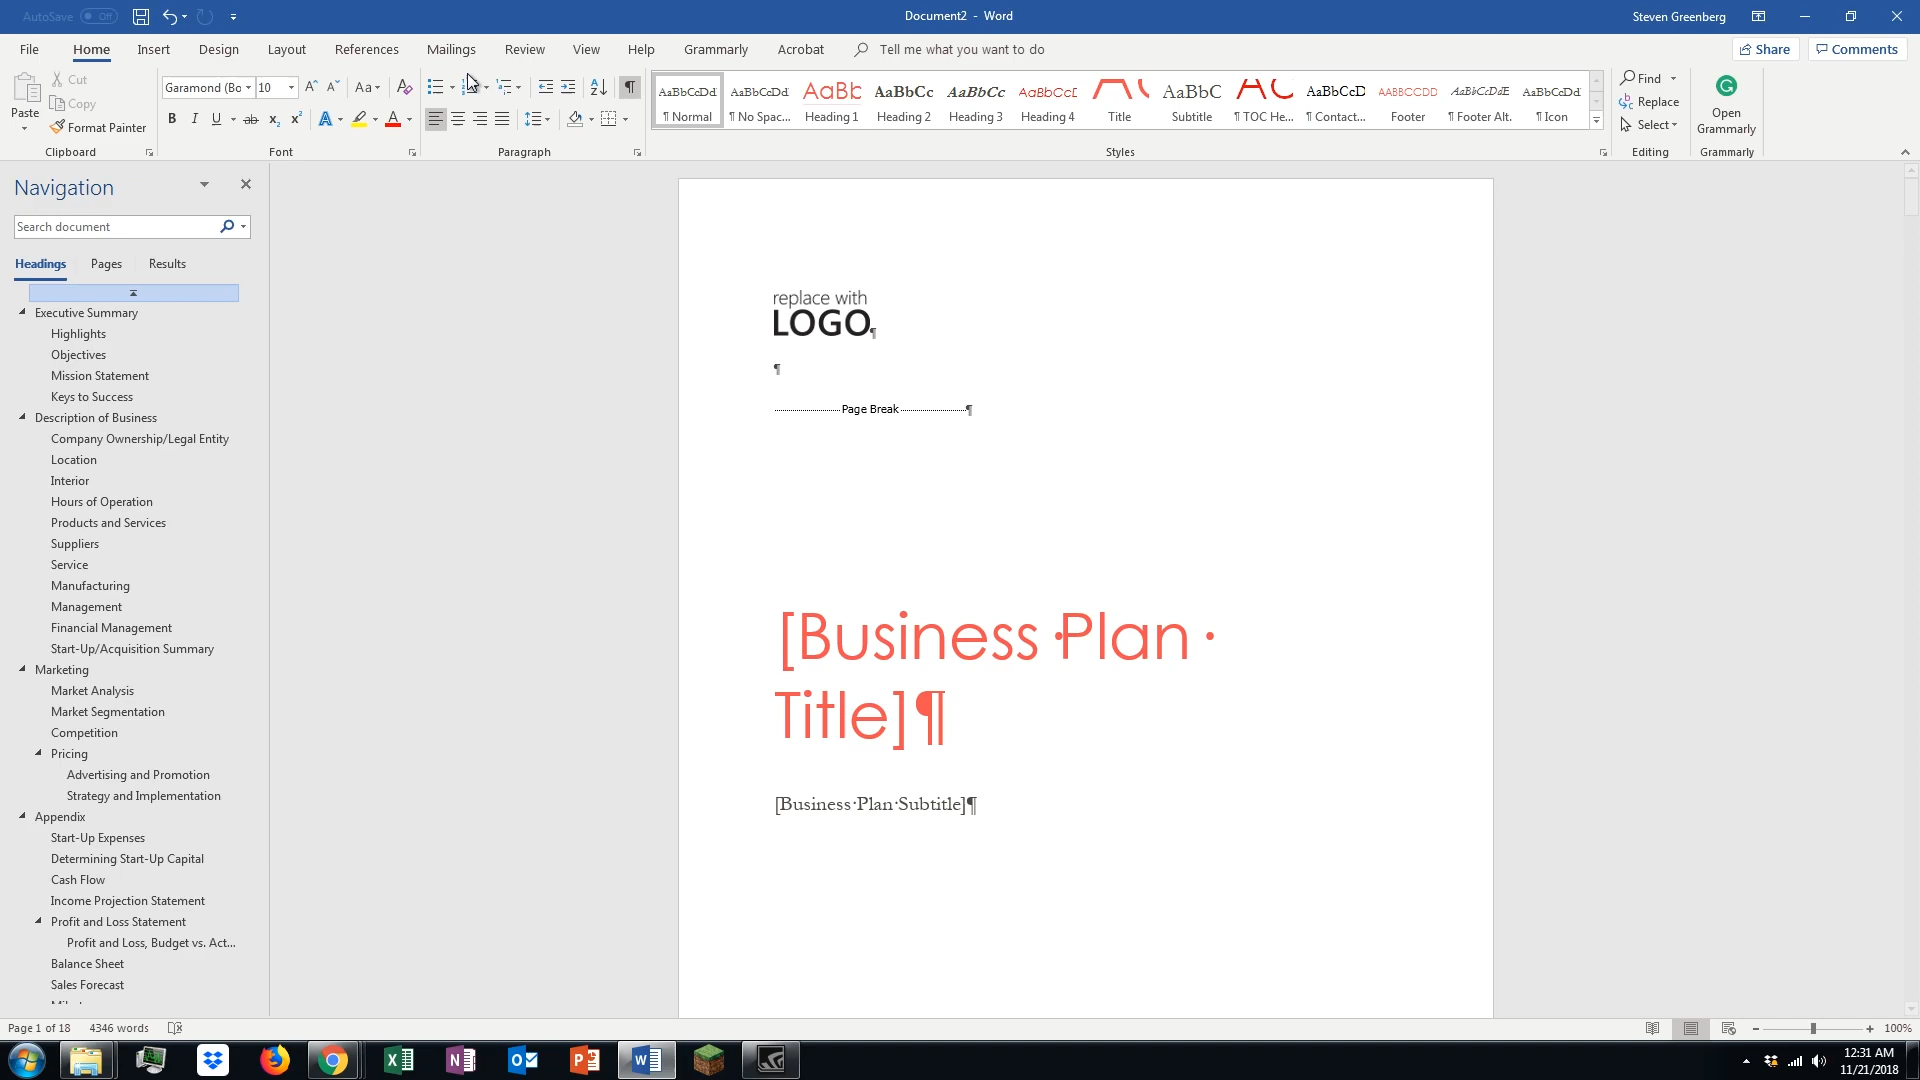 AutoSave Off
Document2 - Word
Steven Greenberg
File Home Insert Design Layout References Mailings Review View Help Grammarly Acrobat Tell me what you want to do
Share Comments
Paste
Cut
Copy
Format Painter
Clipboard
Garamond (Bo 10
Aa
B I U ab x₂ x²
A A
Font
Paragraph
AaBbCcDd AaBbCcDd AaBb AaBbCc AaBbCc AaBbCcL AaBbC AaBbCcD AABBCCDD AaBbCcDdE AaBbCcDd
¶ Normal ¶ No Spac... Heading 1 Heading 2 Heading 3 Heading 4 Title Subtitle ¶ TOC He... ¶ Contact... Footer ¶ Footer Alt. ¶ Icon
Styles
Find
Replace
Select
Editing
Open
Grammarly
Grammarly
Navigation
Search document
Headings Pages Results
Executive Summary
Highlights
Objectives
Mission Statement
Keys to Success
Description of Business
Company Ownership/Legal Entity
Location
Interior
Hours of Operation
Products and Services
Suppliers
Service
Manufacturing
Management
Financial Management
Start-Up/Acquisition Summary
Marketing
Market Analysis
Market Segmentation
Competition
Pricing
Advertising and Promotion
Strategy and Implementation
Appendix
Start-Up Expenses
Determining Start-Up Capital
Cash Flow
Income Projection Statement
Profit and Loss Statement
Profit and Loss, Budget vs. Act...
Balance Sheet
Sales Forecast
replace with
LOGO¶
¶
Page Break¶
[Business·Plan·
Title]¶
[Business·Plan·Subtitle]¶
Page 1 of 18 4346 words
100%
12:31 AM
11/21/2018